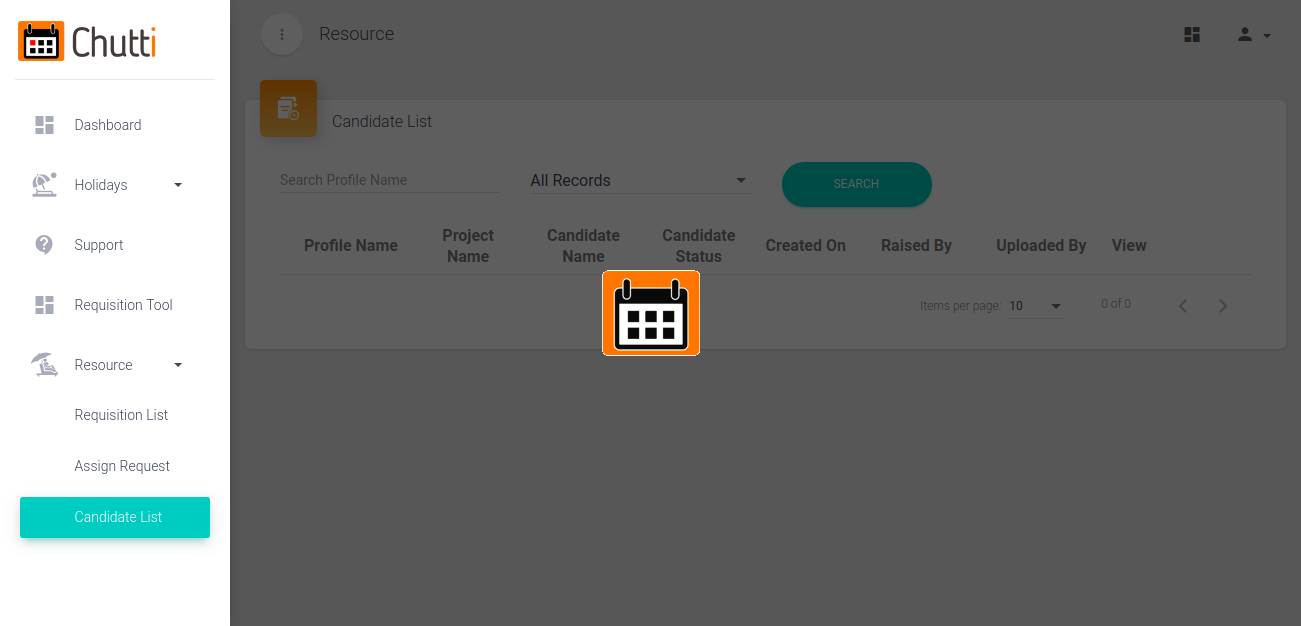 Chutti
Resource
Dashboard
Holidays
Support
Requisition Tool
Resource
Requisition List
Assign Request
Candidate List
Candidate List
Search Profile Name
All Records
SEARCH
Profile Name
Project Name
Candidate Name
Candidate Status
Created On
Raised By
Uploaded By
View
Items per page: 10
0 of 0